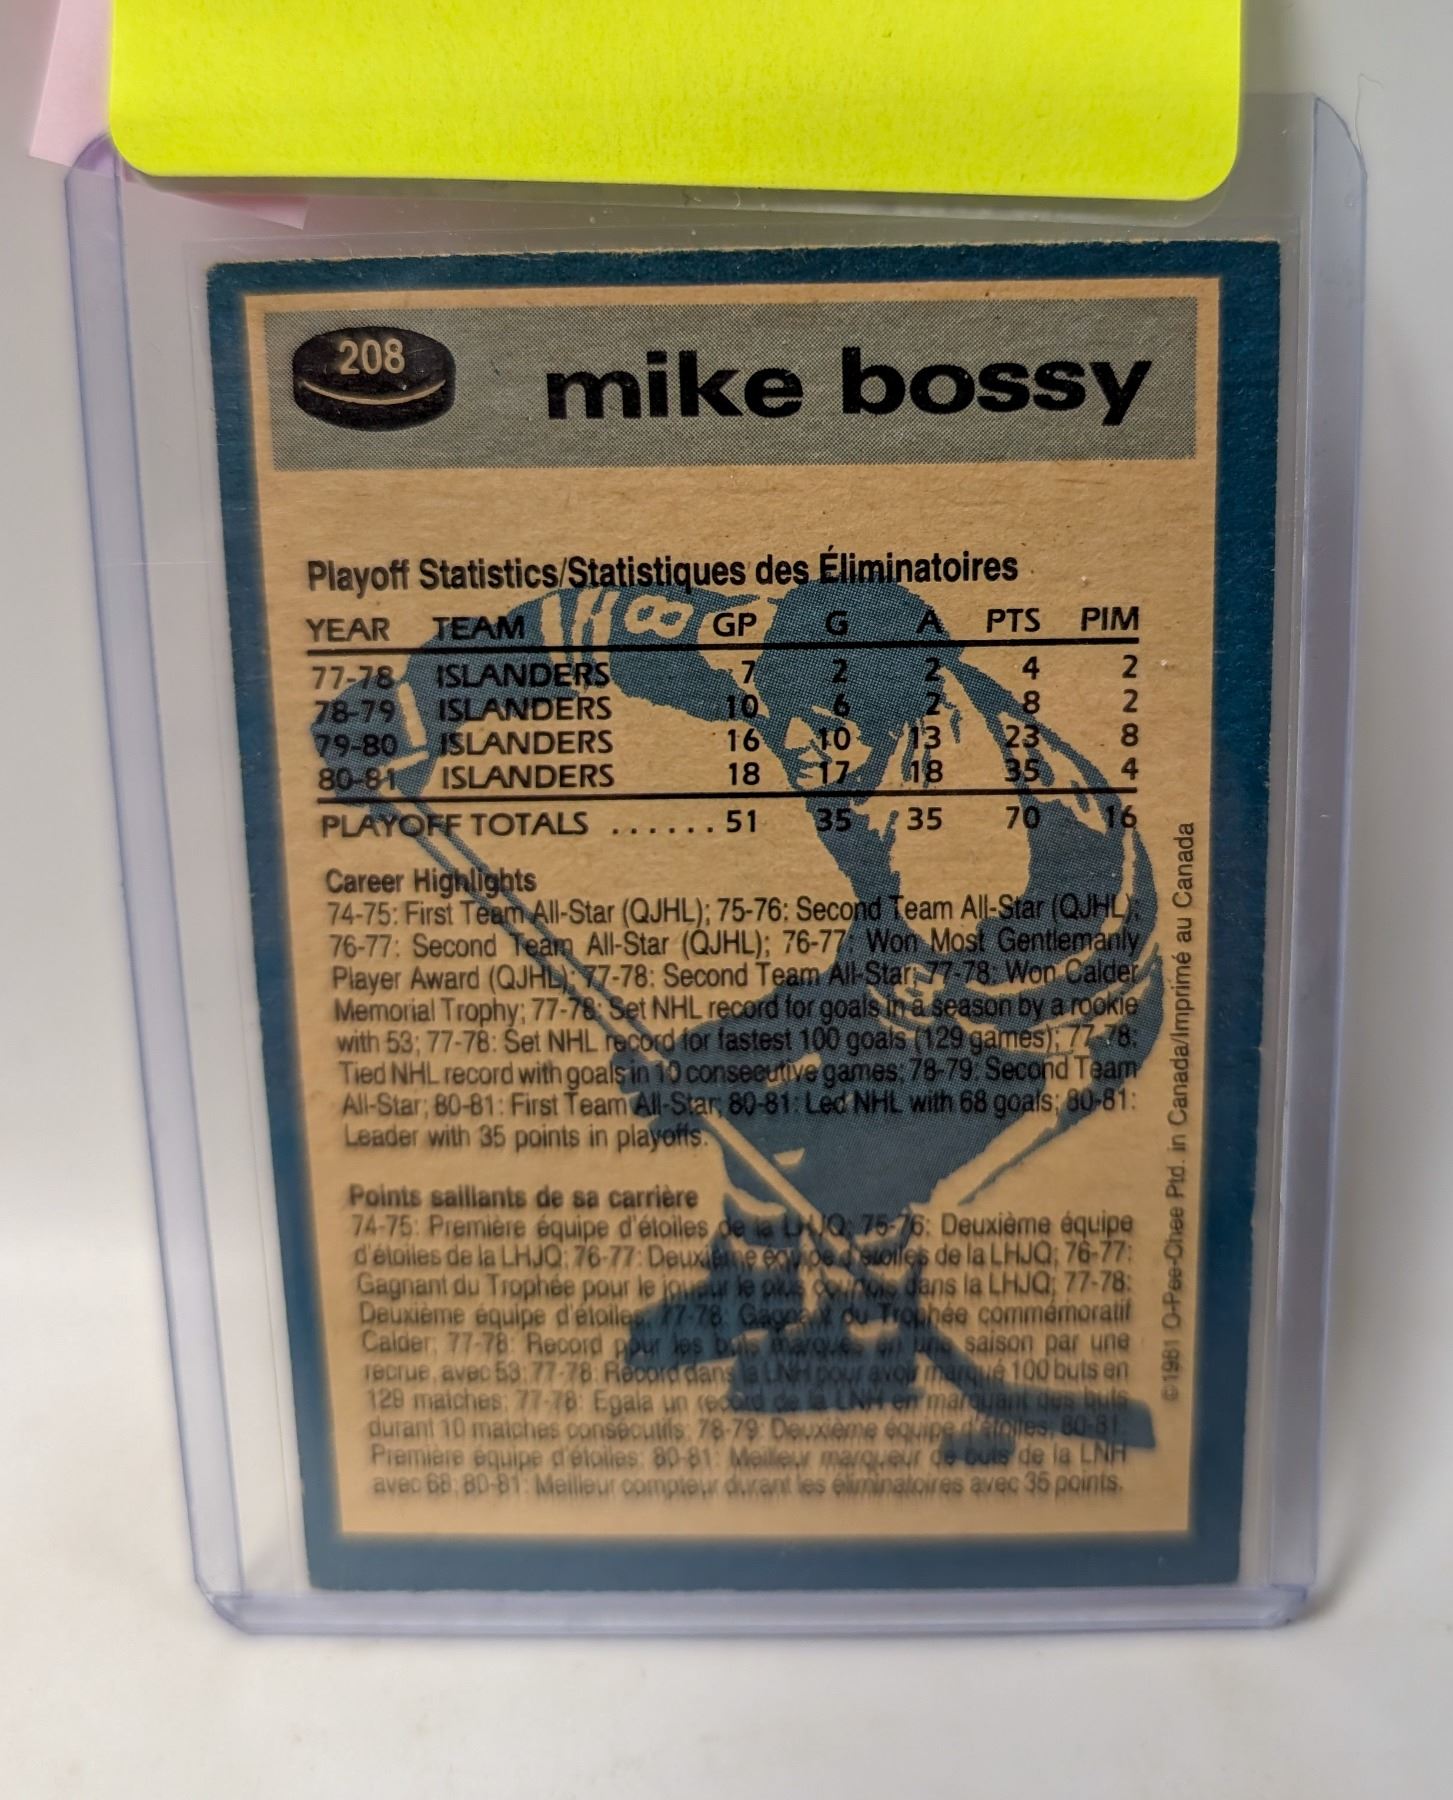 208
mike bossy
Playoff Statistics/Statistiques des Éliminatoires
YEAR TEAM GP G A PTS PIM
77-78 ISLANDERS 7 2 2 4 2
78-79 ISLANDERS 10 6 2 8 2
79-80 ISLANDERS 16 10 13 23 8
80-81 ISLANDERS 18 17 18 35 4
PLAYOFF TOTALS ...... 51 35 35 70 16
Career Highlights
74-75: First Team All-Star (QJHL); 75-76: Second Team All-Star (QJHL);
76-77: Second Team All-Star (QJHL); 76-77: Won Most Gentlemanly
Player Award (QJHL); 77-78: Second Team All-Star; 77-78: Won Calder
Memorial Trophy; 77-78: Set NHL record for goals in a season by a rookie
with 53; 77-78: Set NHL record for fastest 100 goals (129 games); 77-78:
Tied NHL record with goals in 10 consecutive games; 78-79: Second Team
All-Star; 80-81: First Team All-Star; 80-81: Led NHL with 68 goals; 80-81:
Leader with 35 points in playoffs.
Points saillants de sa carrière
74-75: Première équipe d'étoiles de la LHJQ; 75-76: Deuxième équipe
d'étoiles de la LHJQ; 76-77: Deuxième équipe d'étoiles de la LHJQ; 76-77:
Gagnant du Trophée pour le joueur le plus courtois dans la LHJQ; 77-78:
Deuxième équipe d'étoiles; 77-78: Gagnant du Trophée commémoratif
Calder; 77-78: Record pour les buts marqués en une saison par une
recrue, avec 53; 77-78: Record dans la LNH pour avoir marqué 100 buts en
129 matches; 77-78: Egala un record de la LNH en marquant des buts
durant 10 matches consécutifs; 78-79: Deuxième équipe d'étoiles; 80-81:
Première équipe d'étoiles; 80-81: Meilleur marqueur de buts de la LNH
avec 68; 80-81: Meilleur compteur durant les éliminatoires avec 35 points.
©1981 O-Pee-Chee Ptd. in Canada/Imprimé au Canada